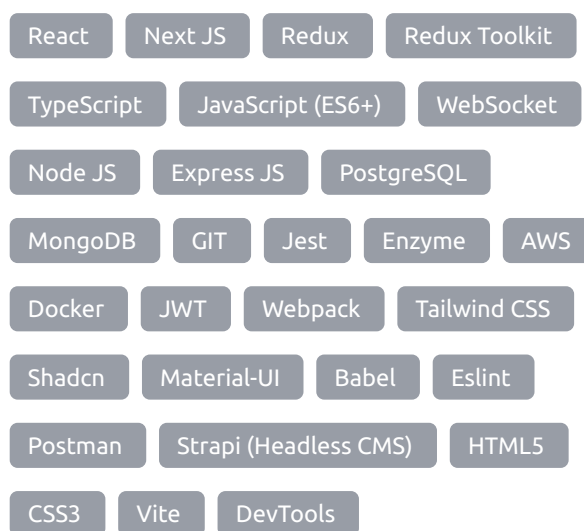 React Next JS Redux Redux Toolkit
TypeScript JavaScript (ES6+) WebSocket
Node JS Express JS PostgreSQL
MongoDB GIT Jest Enzyme AWS
Docker JWT Webpack Tailwind CSS
Shadcn Material-UI Babel Eslint
Postman Strapi (Headless CMS) HTML5
CSS3 Vite DevTools